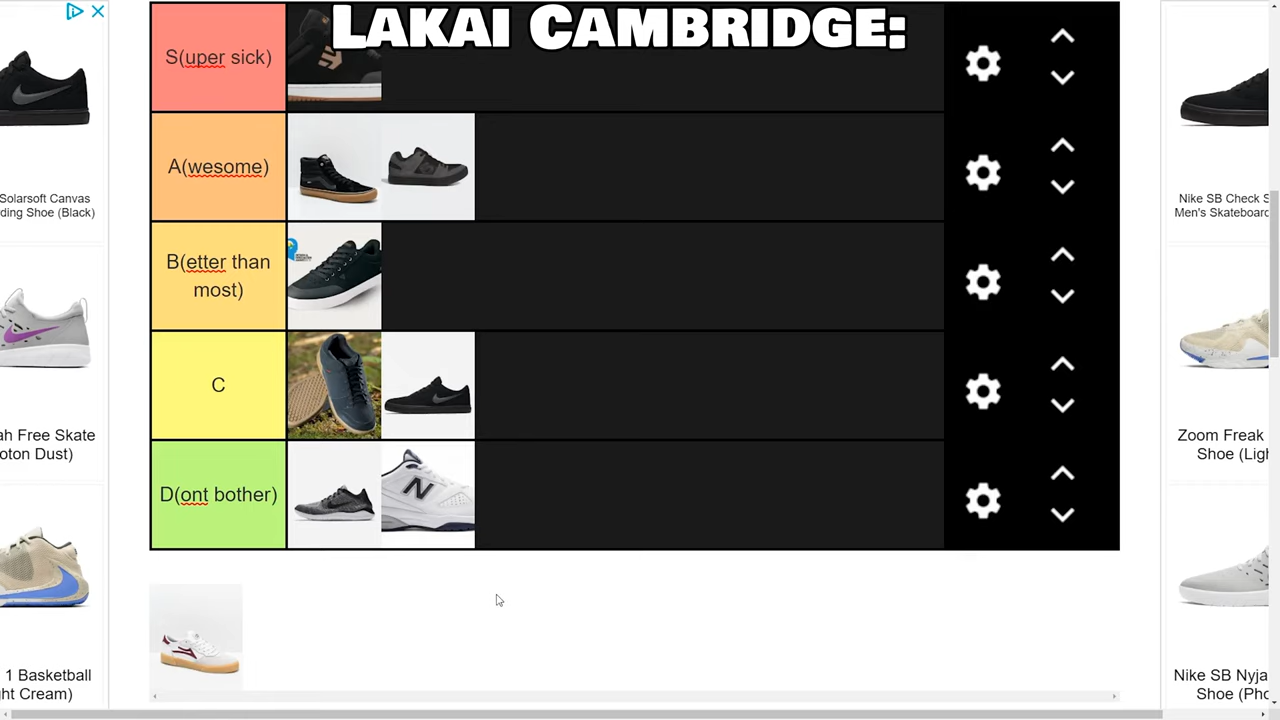 LAKAI CAMBRIDGE:
S(uper sick)
A(wesome)
B(etter than
most)
C
D(ont bother)
N
Solarsoft Canvas
ding Shoe (Black)
ah Free Skate
oton Dust)
1 Basketball
ht Cream)
Nike SB Check S
Men's Skateboard
Zoom Freak
Shoe (Ligh
Nike SB Nyja
Shoe (Pho